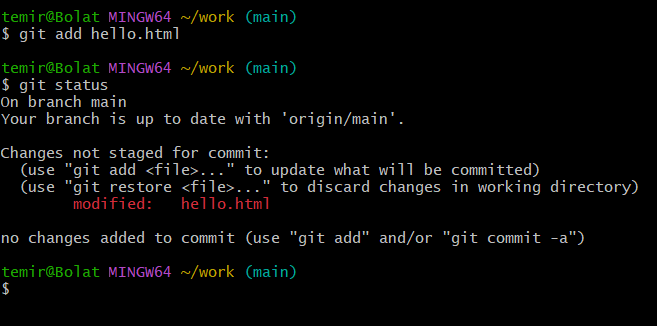 temir@Bolat MINGW64 ~/work (main)
$ git add hello.html

temir@Bolat MINGW64 ~/work (main)
$ git status
On branch main
Your branch is up to date with 'origin/main'.

Changes not staged for commit:
  (use "git add <file>..." to update what will be committed)
  (use "git restore <file>..." to discard changes in working directory)
        modified:   hello.html

no changes added to commit (use "git add" and/or "git commit -a")

temir@Bolat MINGW64 ~/work (main)
$